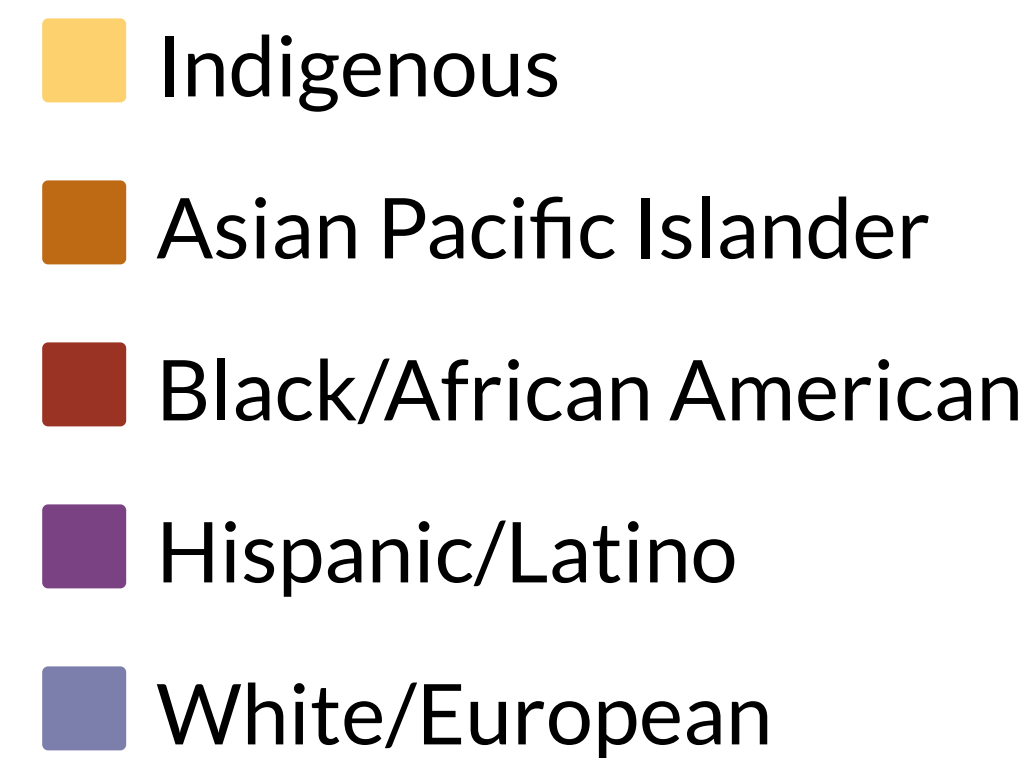 Indigenous
Asian Pacific Islander
Black/African American
Hispanic/Latino
White/European